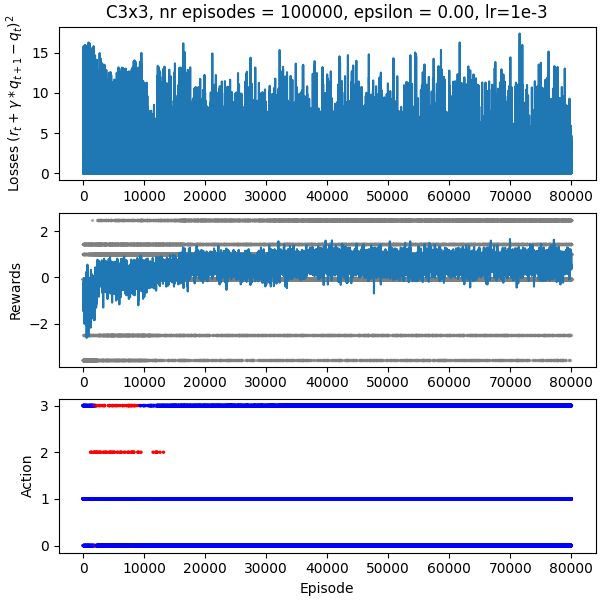 C3x3, nr episodes = 100000, epsilon = 0.00, lr=1e-3
Losses (r_t + γ * q_{t+1} − q_t)^2
15
10
5
0
0 10000 20000 30000 40000 50000 60000 70000 80000
Rewards
2
0
−2
0 10000 20000 30000 40000 50000 60000 70000 80000
Action
3
2
1
0
0 10000 20000 30000 40000 50000 60000 70000 80000
Episode